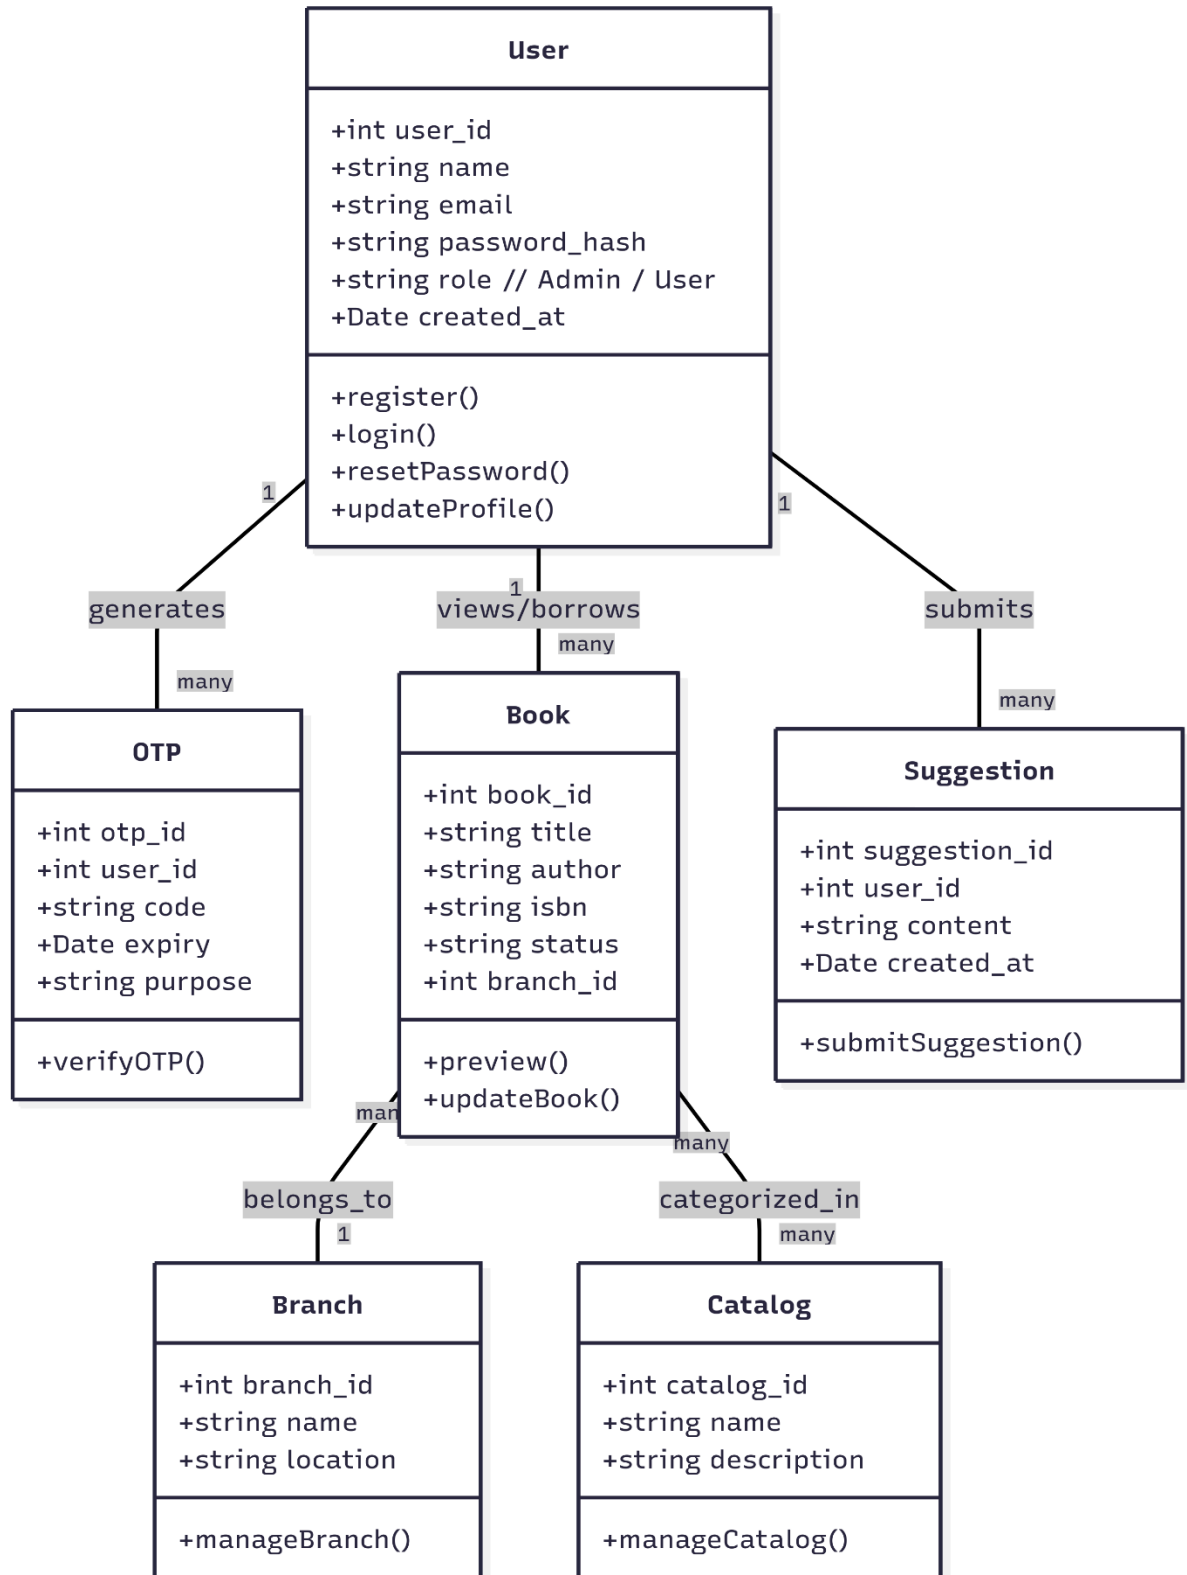 User
+int user_id
+string name
+string email
+string password_hash
+string role // Admin / User
+Date created_at
+register()
+login()
+resetPassword()
+updateProfile()
1
1
1
generates
views/borrows
submits
many
many
many
OTP
+int otp_id
+int user_id
+string code
+Date expiry
+string purpose
+verifyOTP()
Book
+int book_id
+string title
+string author
+string isbn
+string status
+int branch_id
+preview()
+updateBook()
Suggestion
+int suggestion_id
+int user_id
+string content
+Date created_at
+submitSuggestion()
man
many
belongs_to
categorized_in
1
many
Branch
+int branch_id
+string name
+string location
+manageBranch()
Catalog
+int catalog_id
+string name
+string description
+manageCatalog()